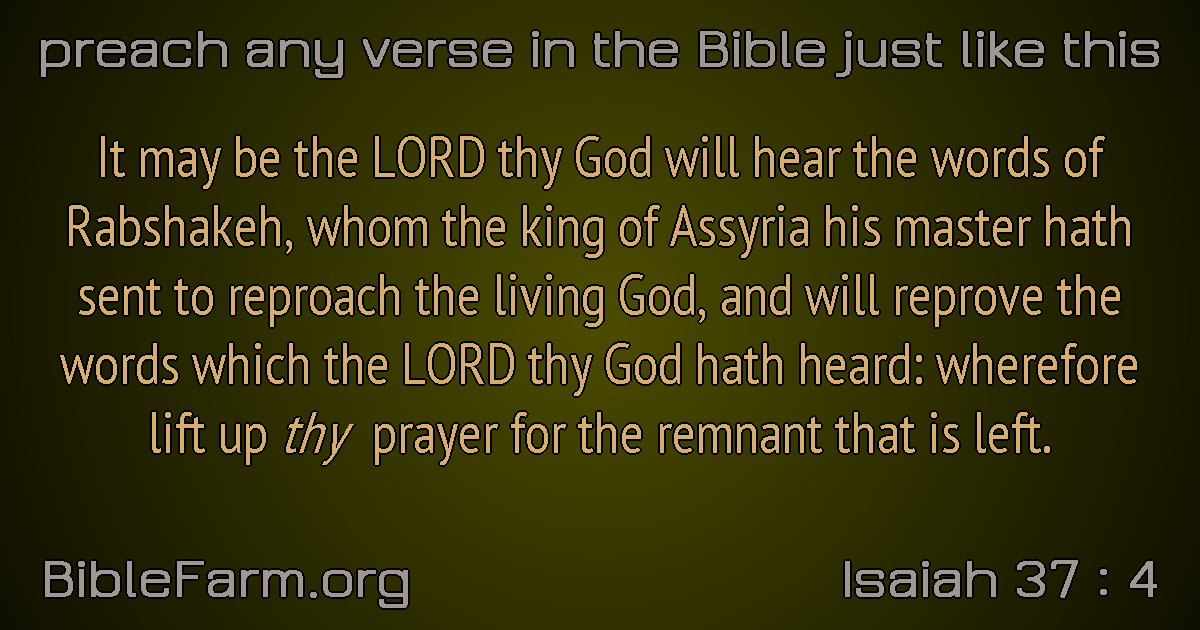 preach any verse in the Bible just like this
It may be the LORD thy God will hear the words of
Rabshakeh, whom the king of Assyria his master hath
sent to reproach the living God, and will reprove the
words which the LORD thy God hath heard: wherefore
lift up thy prayer for the remnant that is left.
BibleFarm.org
Isaiah 37 : 4